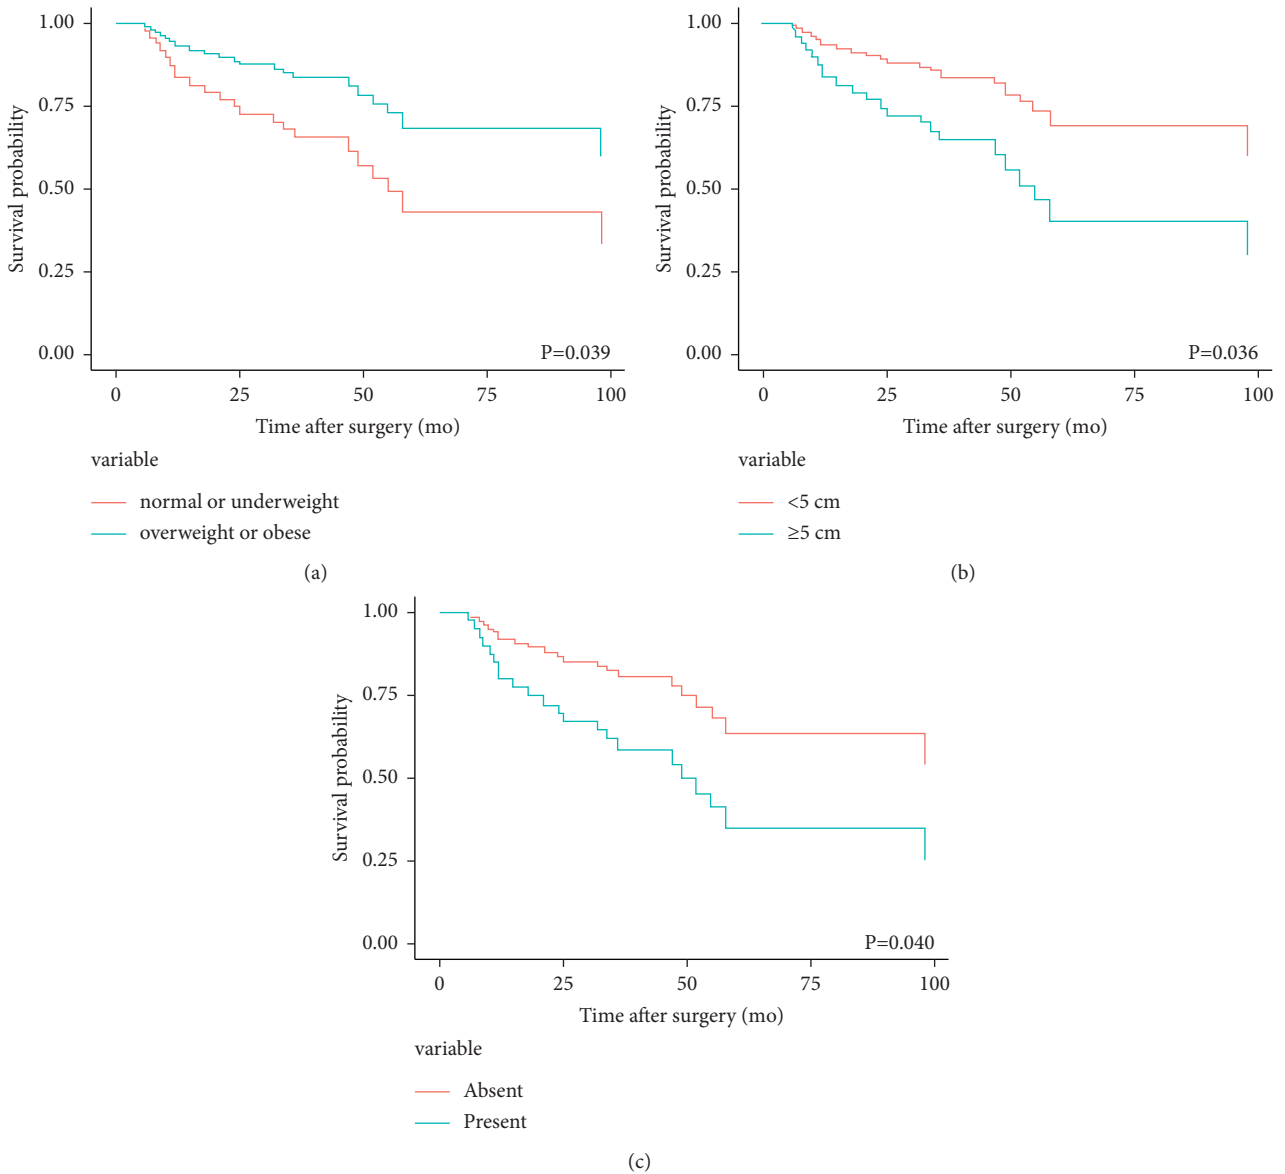 1.00
0.75
0.50
0.25
0.00
Survival probability
P=0.039
0 25 50 75 100
Time after surgery (mo)
variable
normal or underweight
overweight or obese
(a)
1.00
0.75
0.50
0.25
0.00
Survival probability
P=0.036
0 25 50 75 100
Time after surgery (mo)
variable
<5 cm
≥5 cm
(b)
1.00
0.75
0.50
0.25
0.00
Survival probability
P=0.040
0 25 50 75 100
Time after surgery (mo)
variable
Absent
Present
(c)